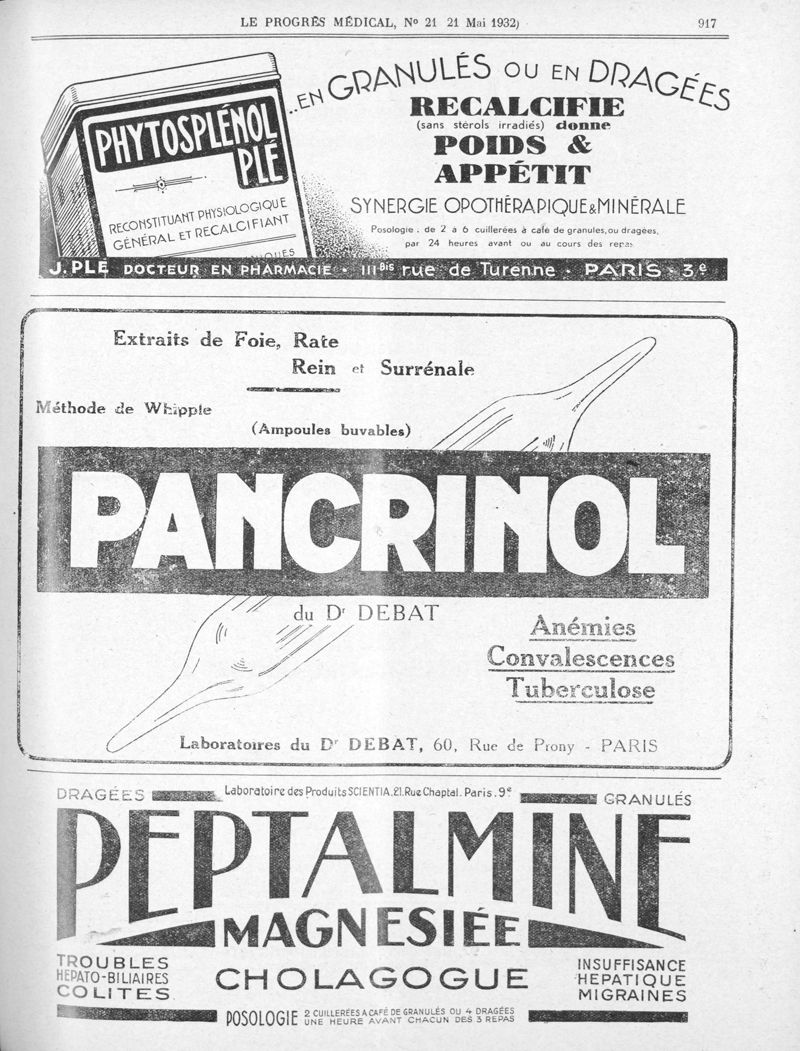 LE PROGRÈS MÉDICAL, No 21 21 Mai 1932)
917
...EN GRANULÉS OU EN DRAGÉES
RECALCIFIE
(sans stérols irradiés) donne
POIDS &
APPÉTIT
SYNERGIE OPOTHÉRAPIQUE & MINÉRALE
Posologie. de 2 à 6 cuillerées à café de granules, ou dragées,
par 24 heures avant ou au cours des repas
PHYTOSPLÉNOL
PLÉ
RECONSTITUANT PHYSIOLOGIQUE
GÉNÉRAL ET RECALCIFIANT
J. PLÉ DOCTEUR EN PHARMACIE • 111 Bis rue de Turenne • PARIS - 3e
Extraits de Foie, Rate
Rein et Surrénale
Méthode de Whipple
(Ampoules buvables)
PANCRINOL
du Dr DEBAT
Anémies
Convalescences
Tuberculose
Laboratoires du Dr DEBAT, 60, Rue de Prony - PARIS
DRAGÉES
Laboratoire des Produits SCIENTIA. 21. Rue Chaptal. Paris. 9e
GRANULÉS
PEPTALMINE
MAGNESIÉE
TROUBLES
HÉPATO-BILIAIRES
COLITES
CHOLAGOGUE
INSUFFISANCE
HÉPATIQUE
MIGRAINES
POSOLOGIE
2 CUILLERÉES A CAFÉ DE GRANULÉS OU 4 DRAGÉES
UNE HEURE AVANT CHACUN DES 3 REPAS